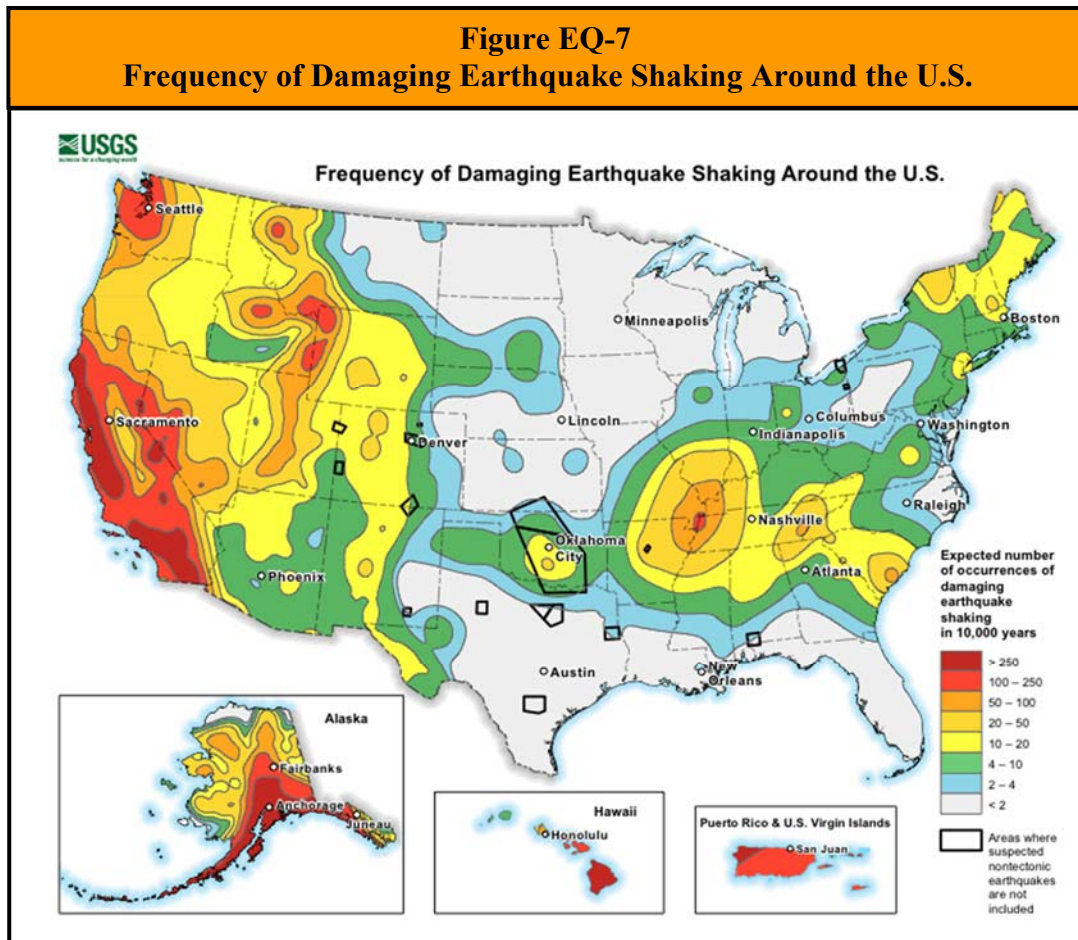 Figure EQ-7
Frequency of Damaging Earthquake Shaking Around the U.S.
USGS
science for a changing world
Frequency of Damaging Earthquake Shaking Around the U.S.
Seattle
Minneapolis
Boston
Sacramento
Lincoln
Columbus
Washington
Denver
Indianapolis
Raleigh
Nashville
Oklahoma
City
Phoenix
Atlanta
Austin
New
Orleans
Expected number
of occurrences of
damaging
earthquake
shaking
in 10,000 years
> 250
100 – 250
50 – 100
20 – 50
10 – 20
4 – 10
2 – 4
< 2
Areas where
suspected
nontectonic
earthquakes
are not
included
Alaska
Fairbanks
Anchorage
Juneau
Hawaii
Honolulu
Puerto Rico & U.S. Virgin Islands
San Juan